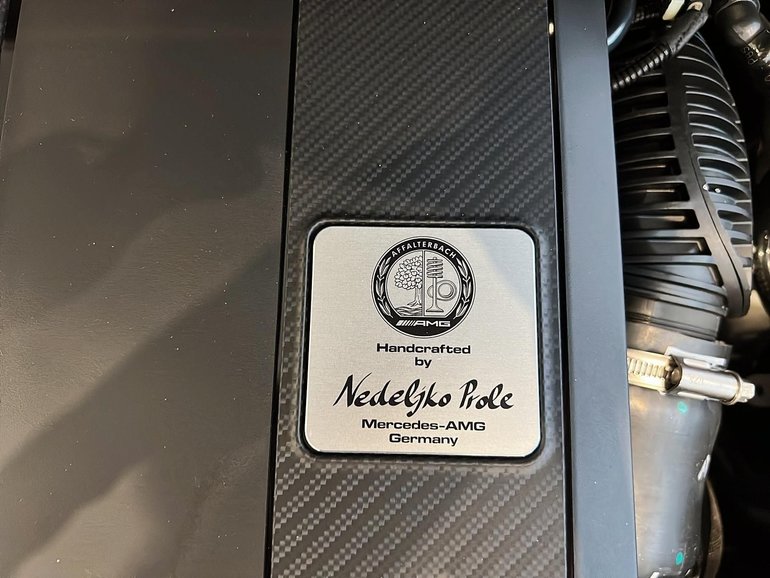 AFFALTERBACH
AMG
Handcrafted
by
Nedeljko Prole
Mercedes-AMG
Germany